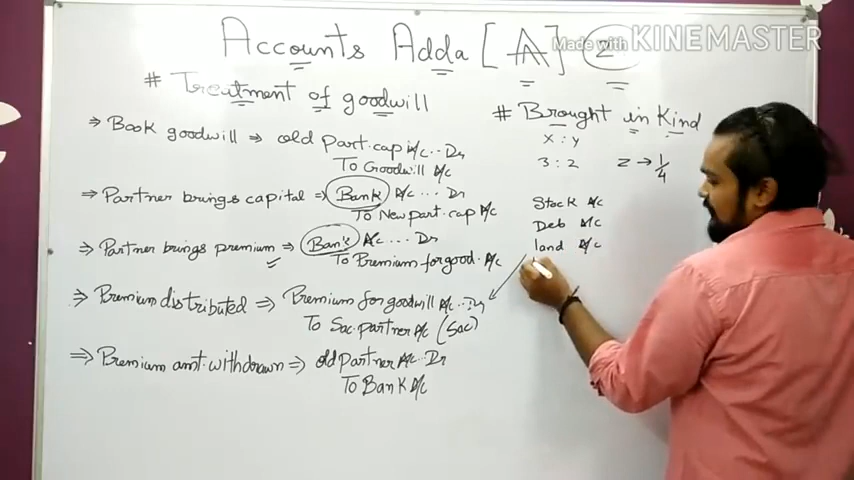 Accounts Adda [A] 2
Made with KINEMASTER
# Treatment of goodwill
⇒ Book goodwill ⇒ old Part.cap A/c .. Dr
To Goodwill A/c
⇒ Partner brings capital ⇒ Bank A/c ... Dr
To New part.cap A/c
⇒ Partner brings premium ⇒ Bank A/c ... Dr
To Premium for good. A/c
⇒ Premium distributed ⇒ Premium for goodwill A/c ..Dr
To Sac.partner A/c (Sac)
⇒ Premium amt.withdrawn ⇒ old partner A/c .. Dr
To Bank A/c
# Brought in Kind
X : Y
3 : 2 Z → 1/4
Stock A/c
Deb A/c
land A/c